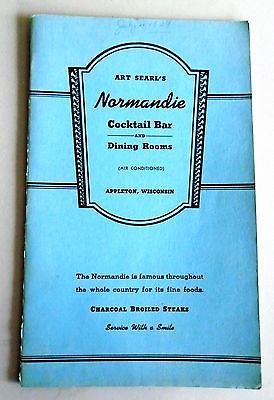 ART SEARL'S
Normandie
Cocktail Bar
AND
Dining Rooms
(AIR CONDITIONED)
APPLETON, WISCONSIN
The Normandie is famous throughout
the whole country for its fine foods.
CHARCOAL BROILED STEAKS
Service With a Smile